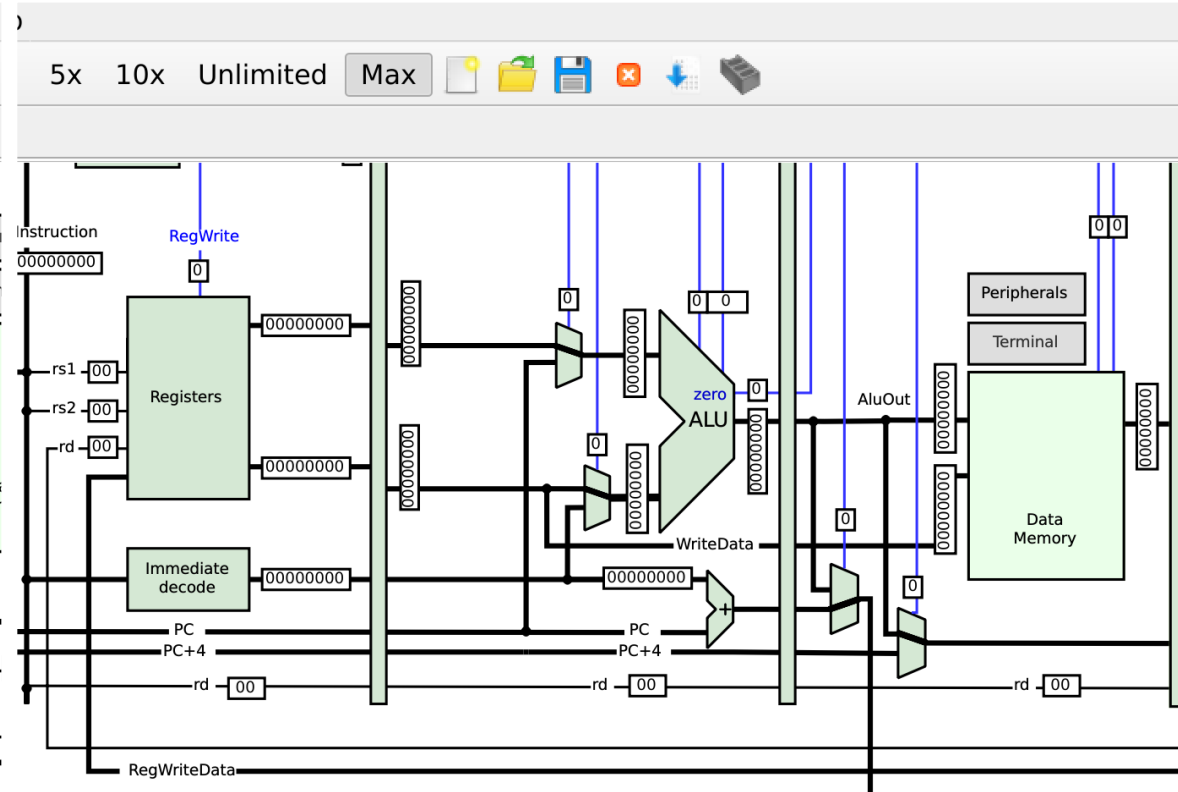 5x 10x Unlimited Max
Instruction
00000000
RegWrite
0
0 0
0
0 0
Peripherals
Terminal
00000000
00000000
00000000
00000000
rs1 00
rs2 00
rd 00
Registers
zero 0
ALU
00000000
AluOut
00000000
00000000
00000000
00000000
0
00000000
00000000
WriteData
0
00000000
Data
Memory
Immediate
decode
00000000
00000000
0
+
PC
PC
PC+4
PC+4
rd 00
rd 00
rd 00
RegWriteData